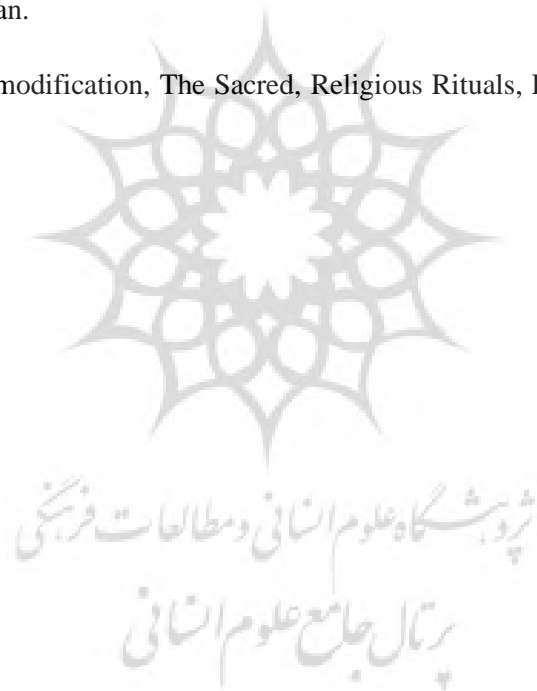 an.
modification, The Sacred, Religious Rituals, I
پژوهشگاه علوم انسانی و مطالعات فرهنگی
پرتال جامع علوم انسانی